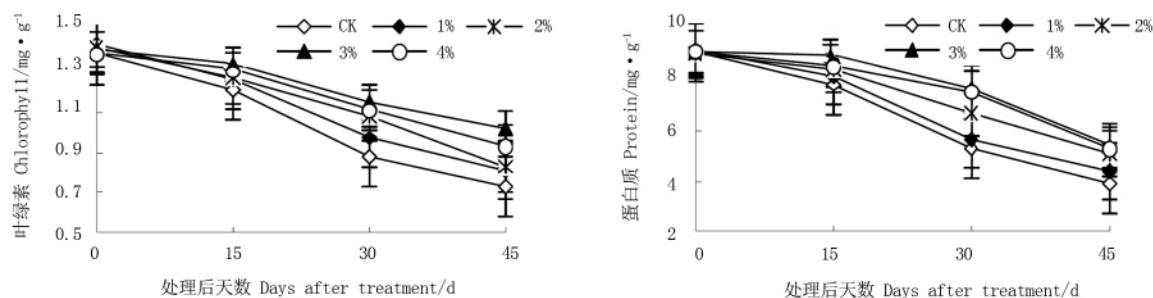 叶绿素 Chlorophyll/mg·g⁻¹
1.5
1.3
1.1
0.9
0.7
0.5
CK 1% 2%
3% 4%
0 15 30 45
处理后天数 Days after treatment/d
蛋白质 Protein/mg·g⁻¹
10
8
6
4
2
CK 1% 2%
3% 4%
0 15 30 45
处理后天数 Days after treatment/d